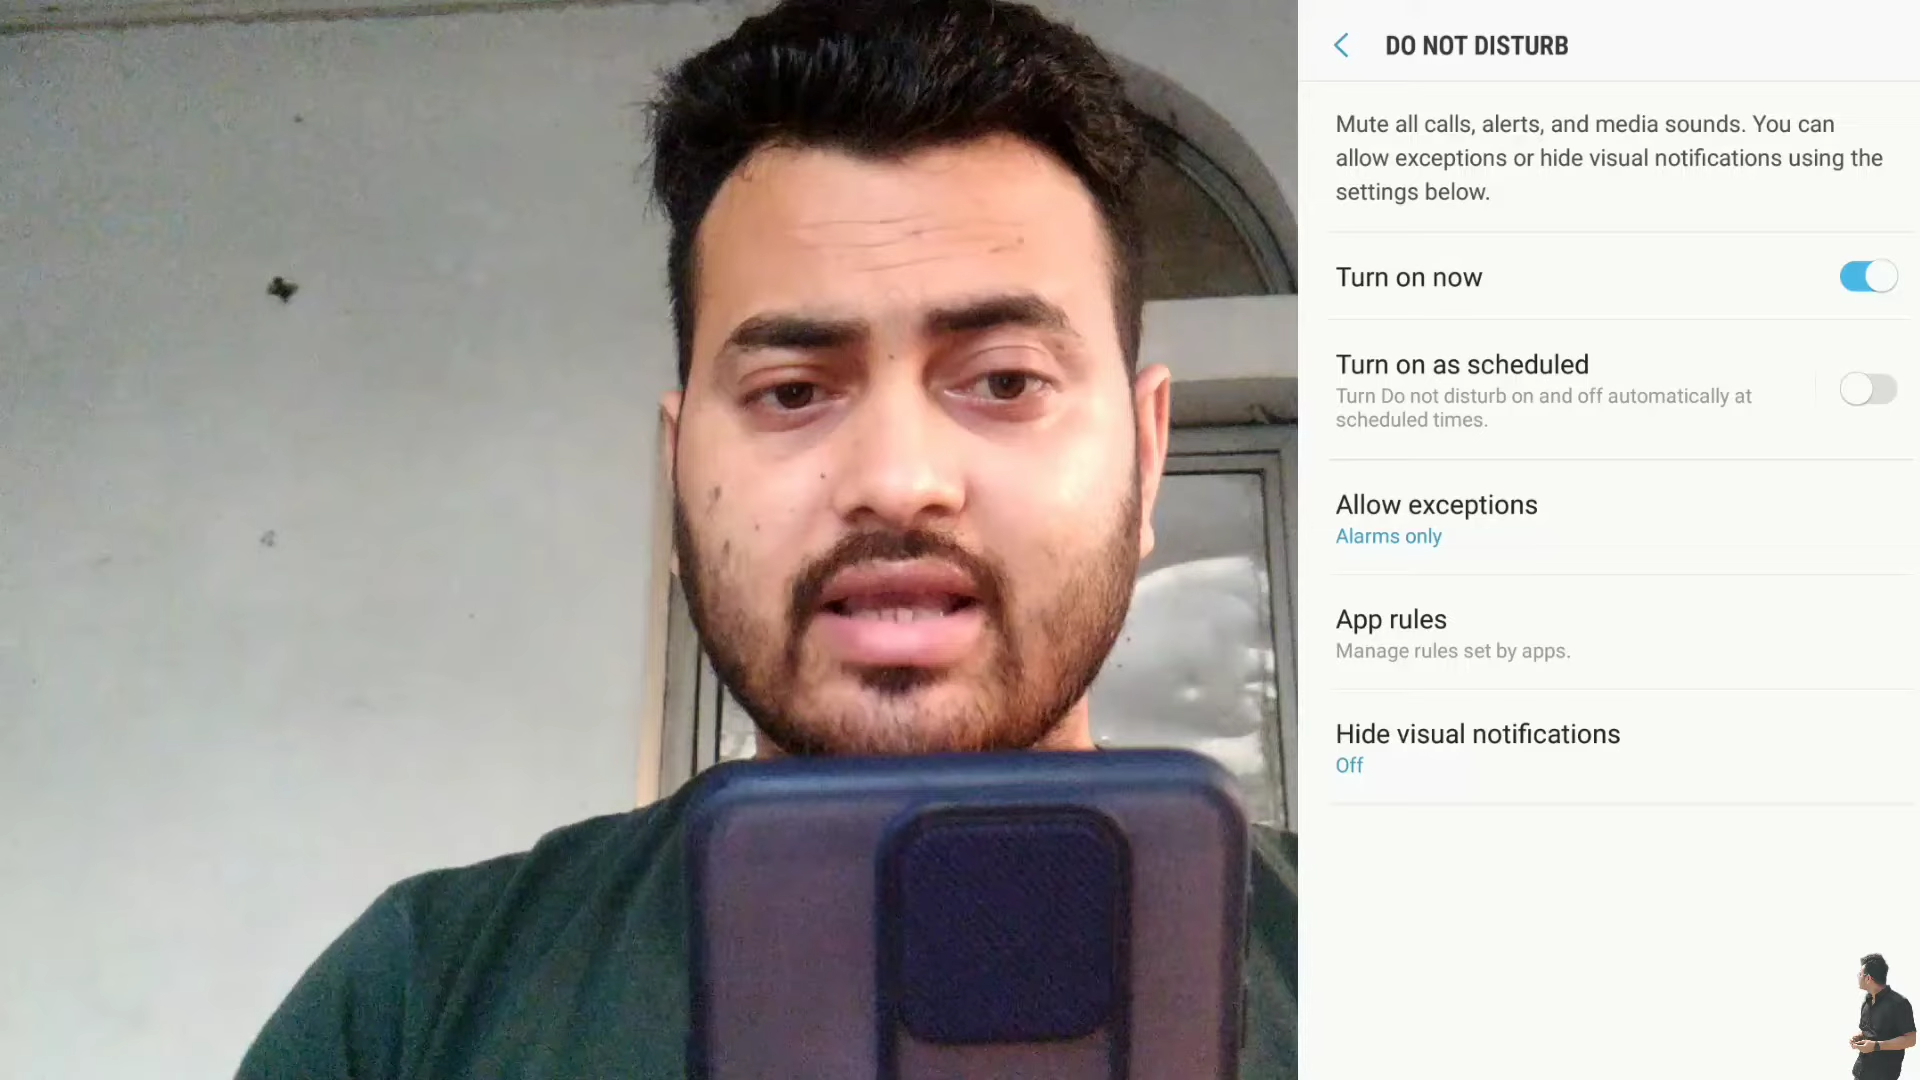 DO NOT DISTURB
Mute all calls, alerts, and media sounds. You can
allow exceptions or hide visual notifications using the
settings below.
Turn on now
Turn on as scheduled
Turn Do not disturb on and off automatically at
scheduled times.
Allow exceptions
Alarms only
App rules
Manage rules set by apps.
Hide visual notifications
Off